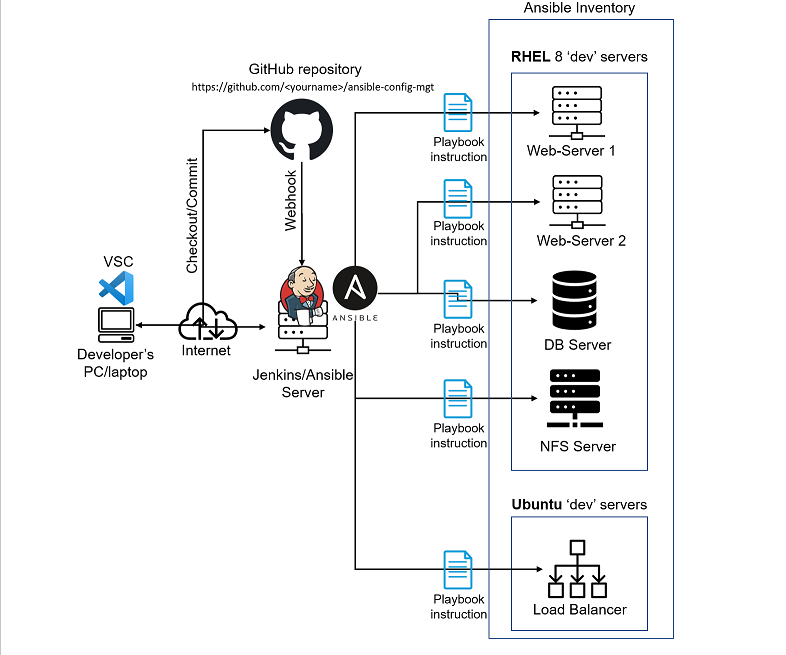 Ansible Inventory
RHEL 8 ‘dev’ servers
GitHub repository
https://github.com/<yourname>/ansible-config-mgt
Checkout/Commit
Webhook
VSC
Developer's
PC/laptop
Internet
Jenkins/Ansible
Server
ANSIBLE
Playbook
instruction
Web-Server 1
Playbook
instruction
Web-Server 2
Playbook
instruction
DB Server
Playbook
instruction
NFS Server
Ubuntu ‘dev’ servers
Playbook
instruction
Load Balancer